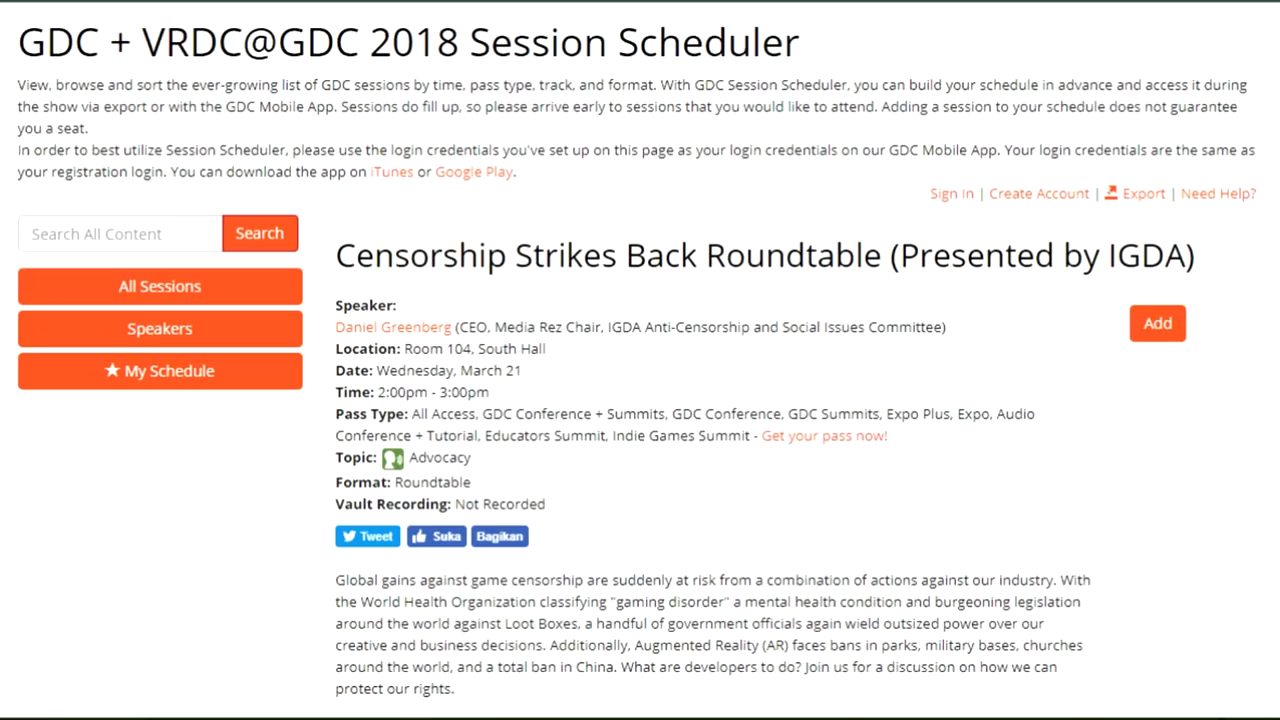 GDC + VRDC@GDC 2018 Session Scheduler
View, browse and sort the ever-growing list of GDC sessions by time, pass type, track, and format. With GDC Session Scheduler, you can build your schedule in advance and access it during
the show via export or with the GDC Mobile App. Sessions do fill up, so please arrive early to sessions that you would like to attend. Adding a session to your schedule does not guarantee
you a seat.
In order to best utilize Session Scheduler, please use the login credentials you've set up on this page as your login credentials on our GDC Mobile App. Your login credentials are the same as
your registration login. You can download the app on iTunes or Google Play.
Sign In | Create Account | Export | Need Help?
Search All Content
Search
All Sessions
Speakers
★ My Schedule
Censorship Strikes Back Roundtable (Presented by IGDA)
Speaker:
Daniel Greenberg (CEO, Media Rez Chair, IGDA Anti-Censorship and Social Issues Committee)
Add
Location: Room 104, South Hall
Date: Wednesday, March 21
Time: 2:00pm - 3:00pm
Pass Type: All Access, GDC Conference + Summits, GDC Conference, GDC Summits, Expo Plus, Expo, Audio
Conference + Tutorial, Educators Summit, Indie Games Summit - Get your pass now!
Topic: Advocacy
Format: Roundtable
Vault Recording: Not Recorded
Tweet Suka Bagikan
Global gains against game censorship are suddenly at risk from a combination of actions against our industry. With
the World Health Organization classifying "gaming disorder" a mental health condition and burgeoning legislation
around the world against Loot Boxes, a handful of government officials again wield outsized power over our
creative and business decisions. Additionally, Augmented Reality (AR) faces bans in parks, military bases, churches
around the world, and a total ban in China. What are developers to do? Join us for a discussion on how we can
protect our rights.